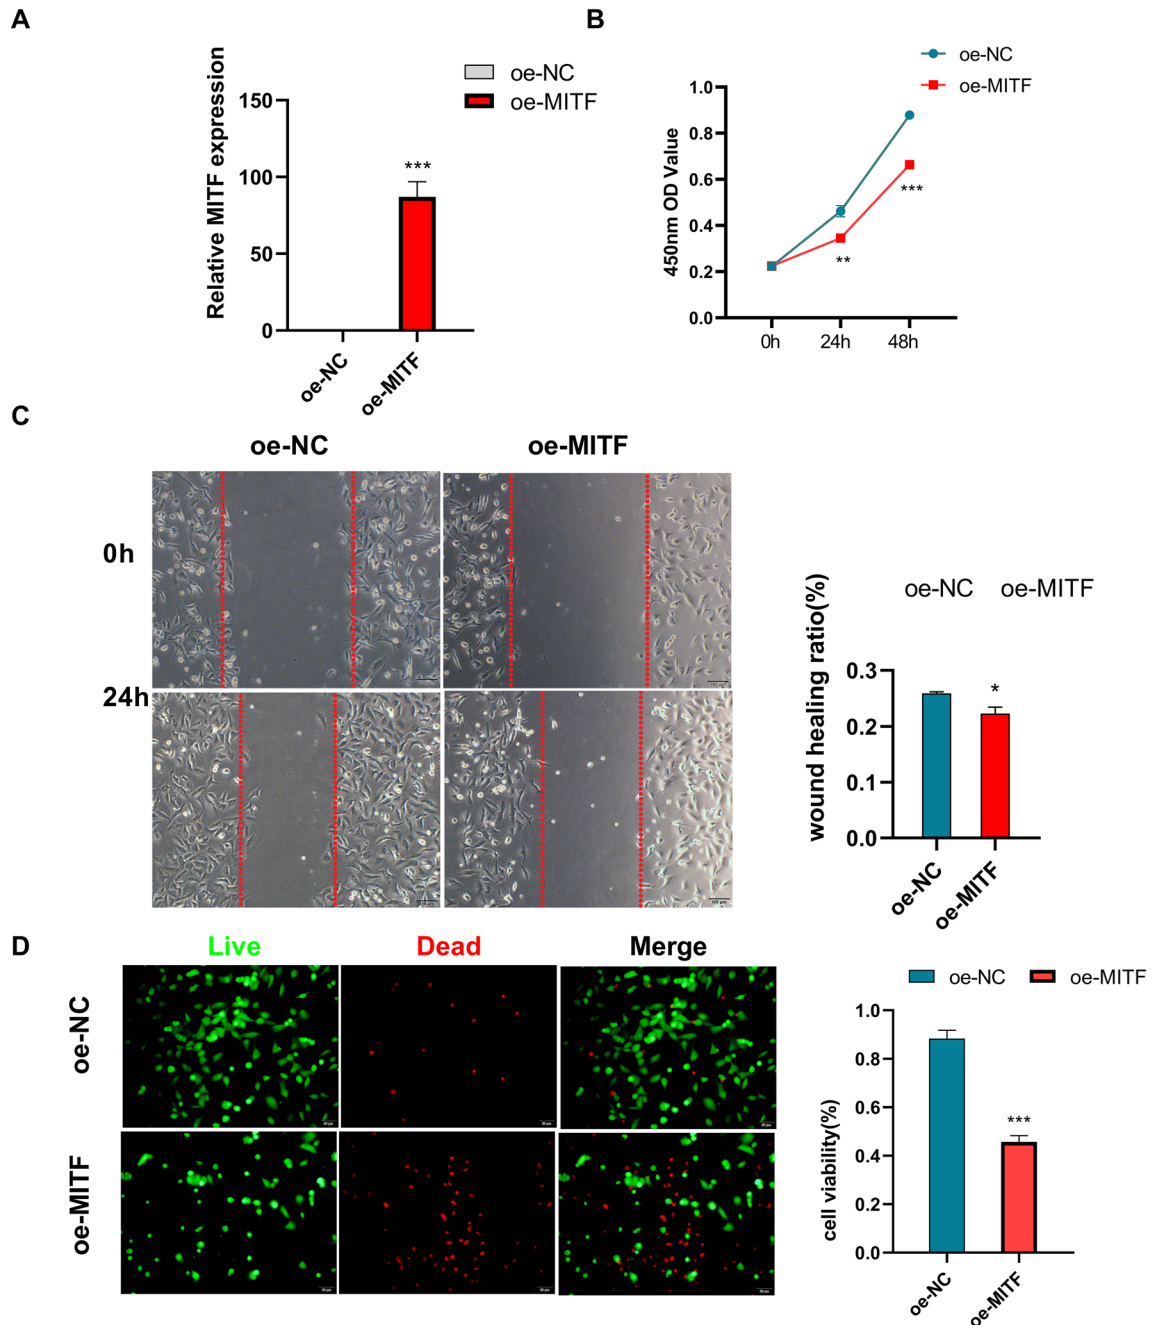 A
B
oe-NC
oe-MITF
Relative MITF expression
150
100
50
0
***
oe-NC
oe-MITF
oe-NC
oe-MITF
450nm OD Value
1.0
0.8
0.6
0.4
0.2
0.0
**
***
0h
24h
48h
C
oe-NC
oe-MITF
0h
24h
100 μm
oe-NC
oe-MITF
wound healing ratio(%)
0.3
0.2
0.1
0.0
*
oe-NC
oe-MITF
D
Live
Dead
Merge
oe-NC
oe-MITF
oe-NC
oe-MITF
cell viability(%)
1.0
0.8
0.6
0.4
0.2
0.0
***
oe-NC
oe-MITF